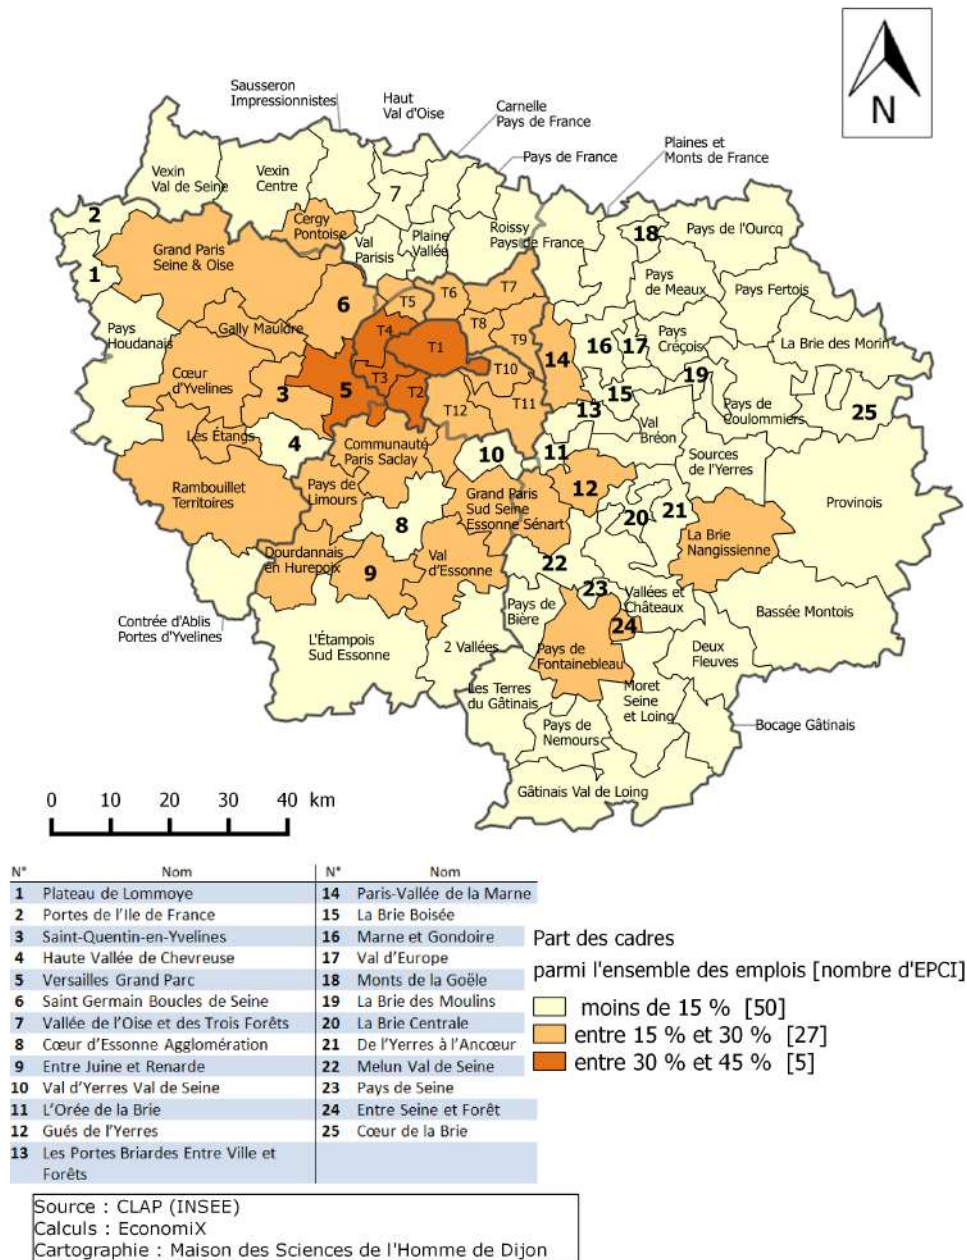 N
Sausseron
Impressionnistes
Haut
Val d'Oise
Carnelle
Pays de France
Pays de France
Plaines et
Monts de France
Vexin
Val de Seine
Vexin
Centre
7
2
Cergy
Pontoise
Val
Parisis
Plaine
Vallée
Roissy
Pays de France
18
Pays de l'Ourcq
1
Grand Paris
Seine & Oise
6
T5
T6
T7
Pays
de Meaux
Pays Fertois
Pays
Houdanais
Gally Mauldre
T4
T1
T8
T9
14
16
17
Pays
Créçois
La Brie des Morin
Cœur
d'Yvelines
3
5
T3
T2
T10
T11
T12
13
15
19
Pays de
Coulommiers
25
Les Étangs
4
Communauté
Paris Saclay
10
11
Val
Bréon
Sources
de l'Yerres
Rambouillet
Territoires
Pays de
Limours
8
Grand Paris
Sud Seine
Essonne Sénart
12
20
21
Provinois
La Brie
Nangissienne
Dourdannais
en Hurepoix
9
Val
d'Essonne
22
23
Vallées et
Châteaux
Contrée d'Ablis
Portes d'Yvelines
L'Étampois
Sud Essonne
2 Vallées
Pays de
Bière
24
Pays de
Fontainebleau
Bassée Montois
Deux
Fleuves
Les Terres
du Gâtinais
Moret
Seine
et Loing
Pays de
Nemours
Bocage Gâtinais
Gâtinais Val de Loing
0 10 20 30 40 km
N° Nom N° Nom
1 Plateau de Lommoye 14 Paris-Vallée de la Marne
2 Portes de l'Ile de France 15 La Brie Boisée
3 Saint-Quentin-en-Yvelines 16 Marne et Gondoire
4 Haute Vallée de Chevreuse 17 Val d'Europe
5 Versailles Grand Parc 18 Monts de la Goële
6 Saint Germain Boucles de Seine 19 La Brie des Moulins
7 Vallée de l'Oise et des Trois Forêts 20 La Brie Centrale
8 Cœur d'Essonne Agglomération 21 De l'Yerres à l'Ancœur
9 Entre Juine et Renarde 22 Melun Val de Seine
10 Val d'Yerres Val de Seine 23 Pays de Seine
11 L'Orée de la Brie 24 Entre Seine et Forêt
12 Gués de l'Yerres 25 Cœur de la Brie
13 Les Portes Briardes Entre Ville et
Forêts
Part des cadres
parmi l'ensemble des emplois [nombre d'EPCI]
moins de 15 % [50]
entre 15 % et 30 % [27]
entre 30 % et 45 % [5]
Source : CLAP (INSEE)
Calculs : EconomiX
Cartographie : Maison des Sciences de l'Homme de Dijon